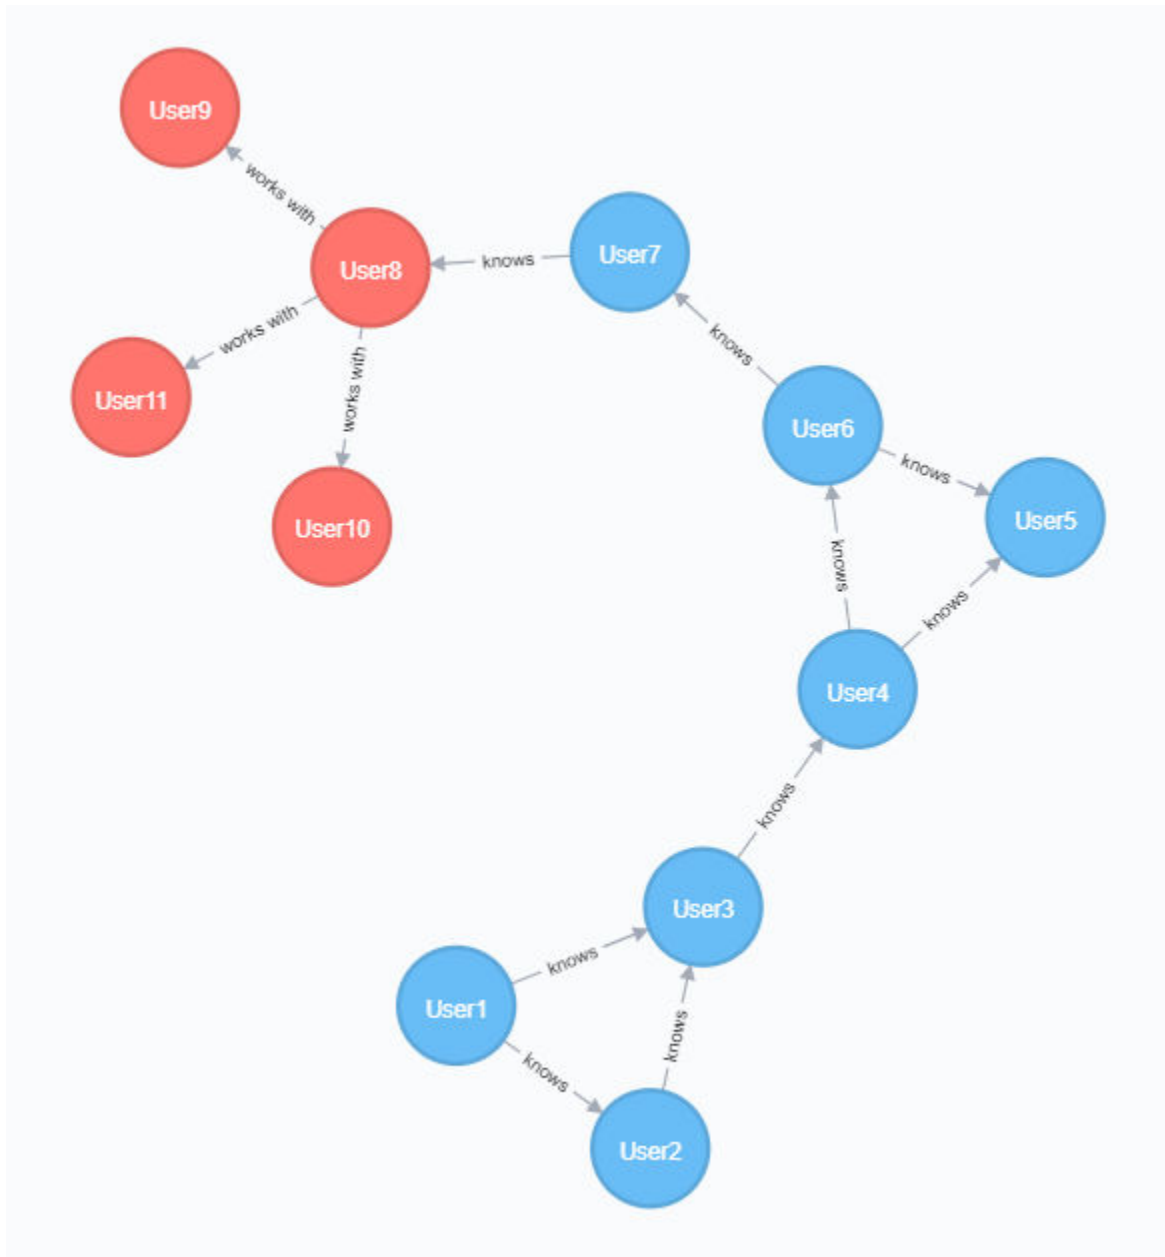 User9
works with
User8
knows
User7
works with
User11
works with
User10
knows
User6
knows
User5
knows
knows
User4
knows
User3
knows
User1
knows
knows
User2